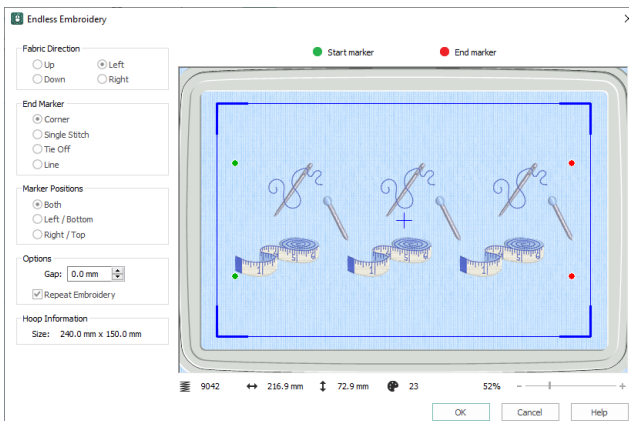 Endless Embroidery
Fabric Direction
Up Left
Down Right
End Marker
Corner
Single Stitch
Tie Off
Line
Marker Positions
Both
Left / Bottom
Right / Top
Options
Gap: 0.0 mm
Repeat Embroidery
Hoop Information
Size: 240.0 mm x 150.0 mm
Start marker End marker
9042 216.9 mm 72.9 mm 23 52% - +
OK Cancel Help